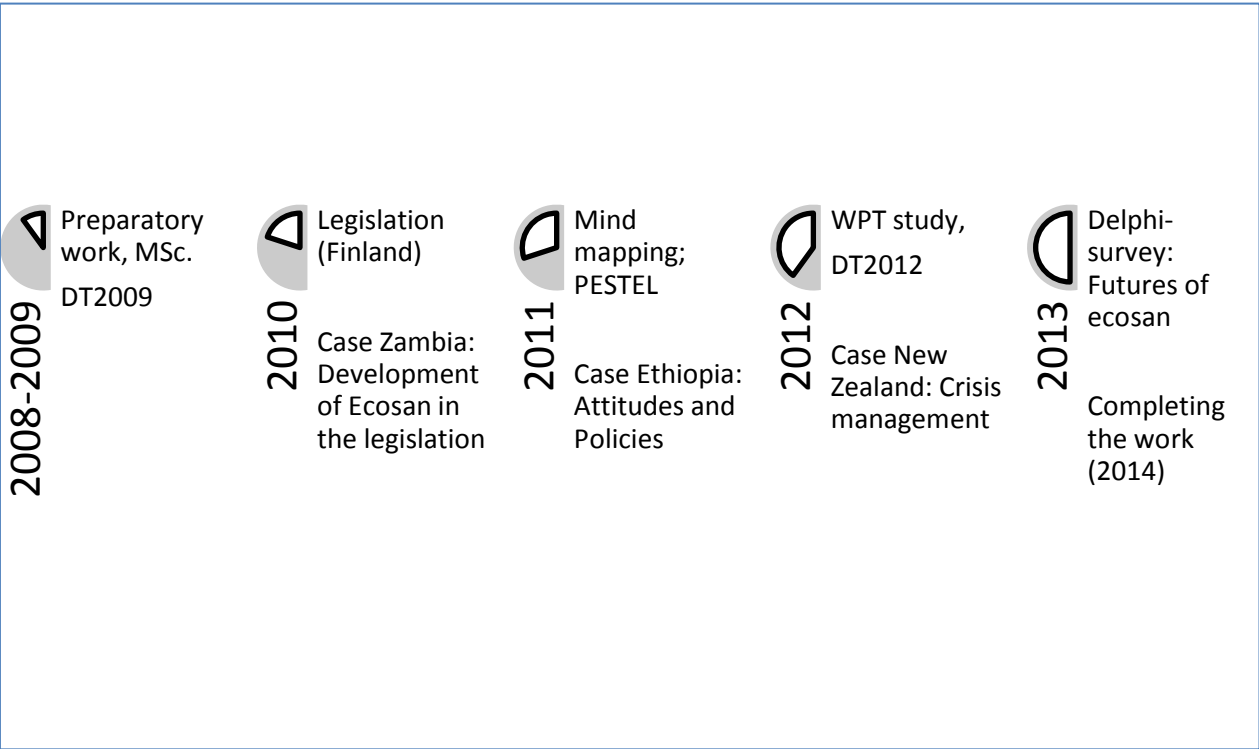 2008-2009
Preparatory
work, MSc.
DT2009
2010
Legislation
(Finland)
Case Zambia:
Development
of Ecosan in
the legislation
2011
Mind
mapping;
PESTEL
Case Ethiopia:
Attitudes and
Policies
2012
WPT study,
DT2012
Case New
Zealand: Crisis
management
2013
Delphi-
survey:
Futures of
ecosan
Completing
the work
(2014)